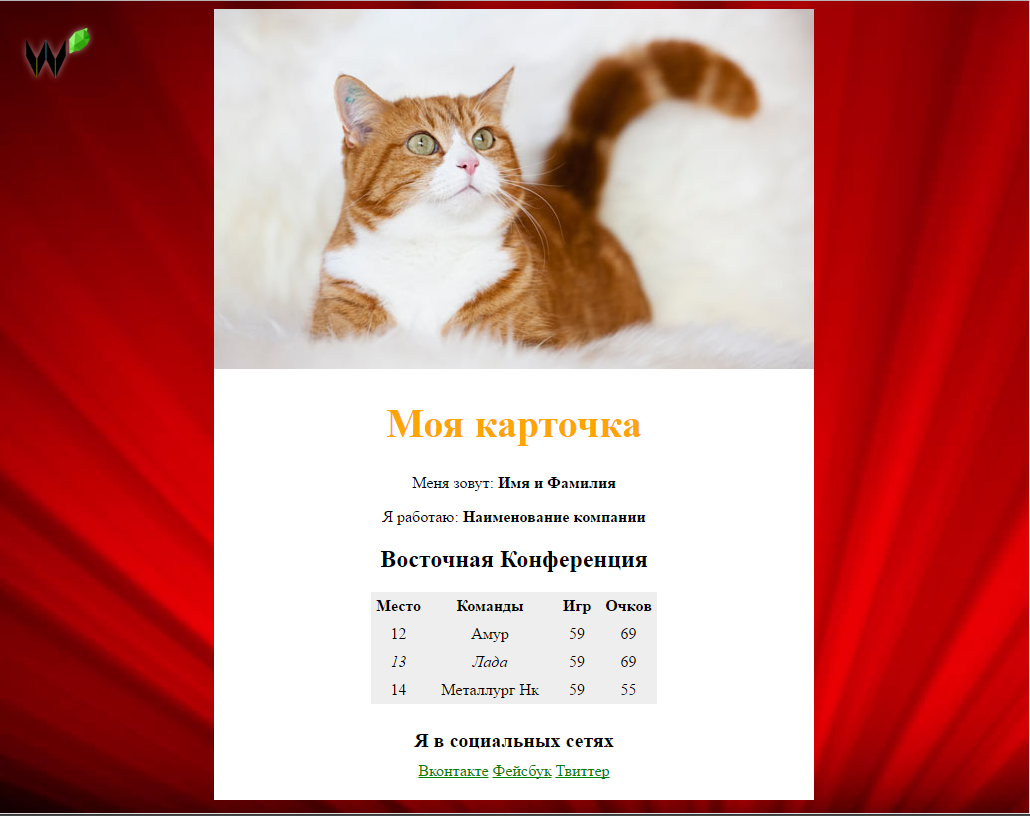 Моя карточка
Меня зовут: Имя и Фамилия
Я работаю: Наименование компании
Восточная Конференция
Место Команды Игр Очков
12 Амур 59 69
13 Лада 59 69
14 Металлург Нк 59 55
Я в социальных сетях
Вконтакте Фейсбук Твиттер